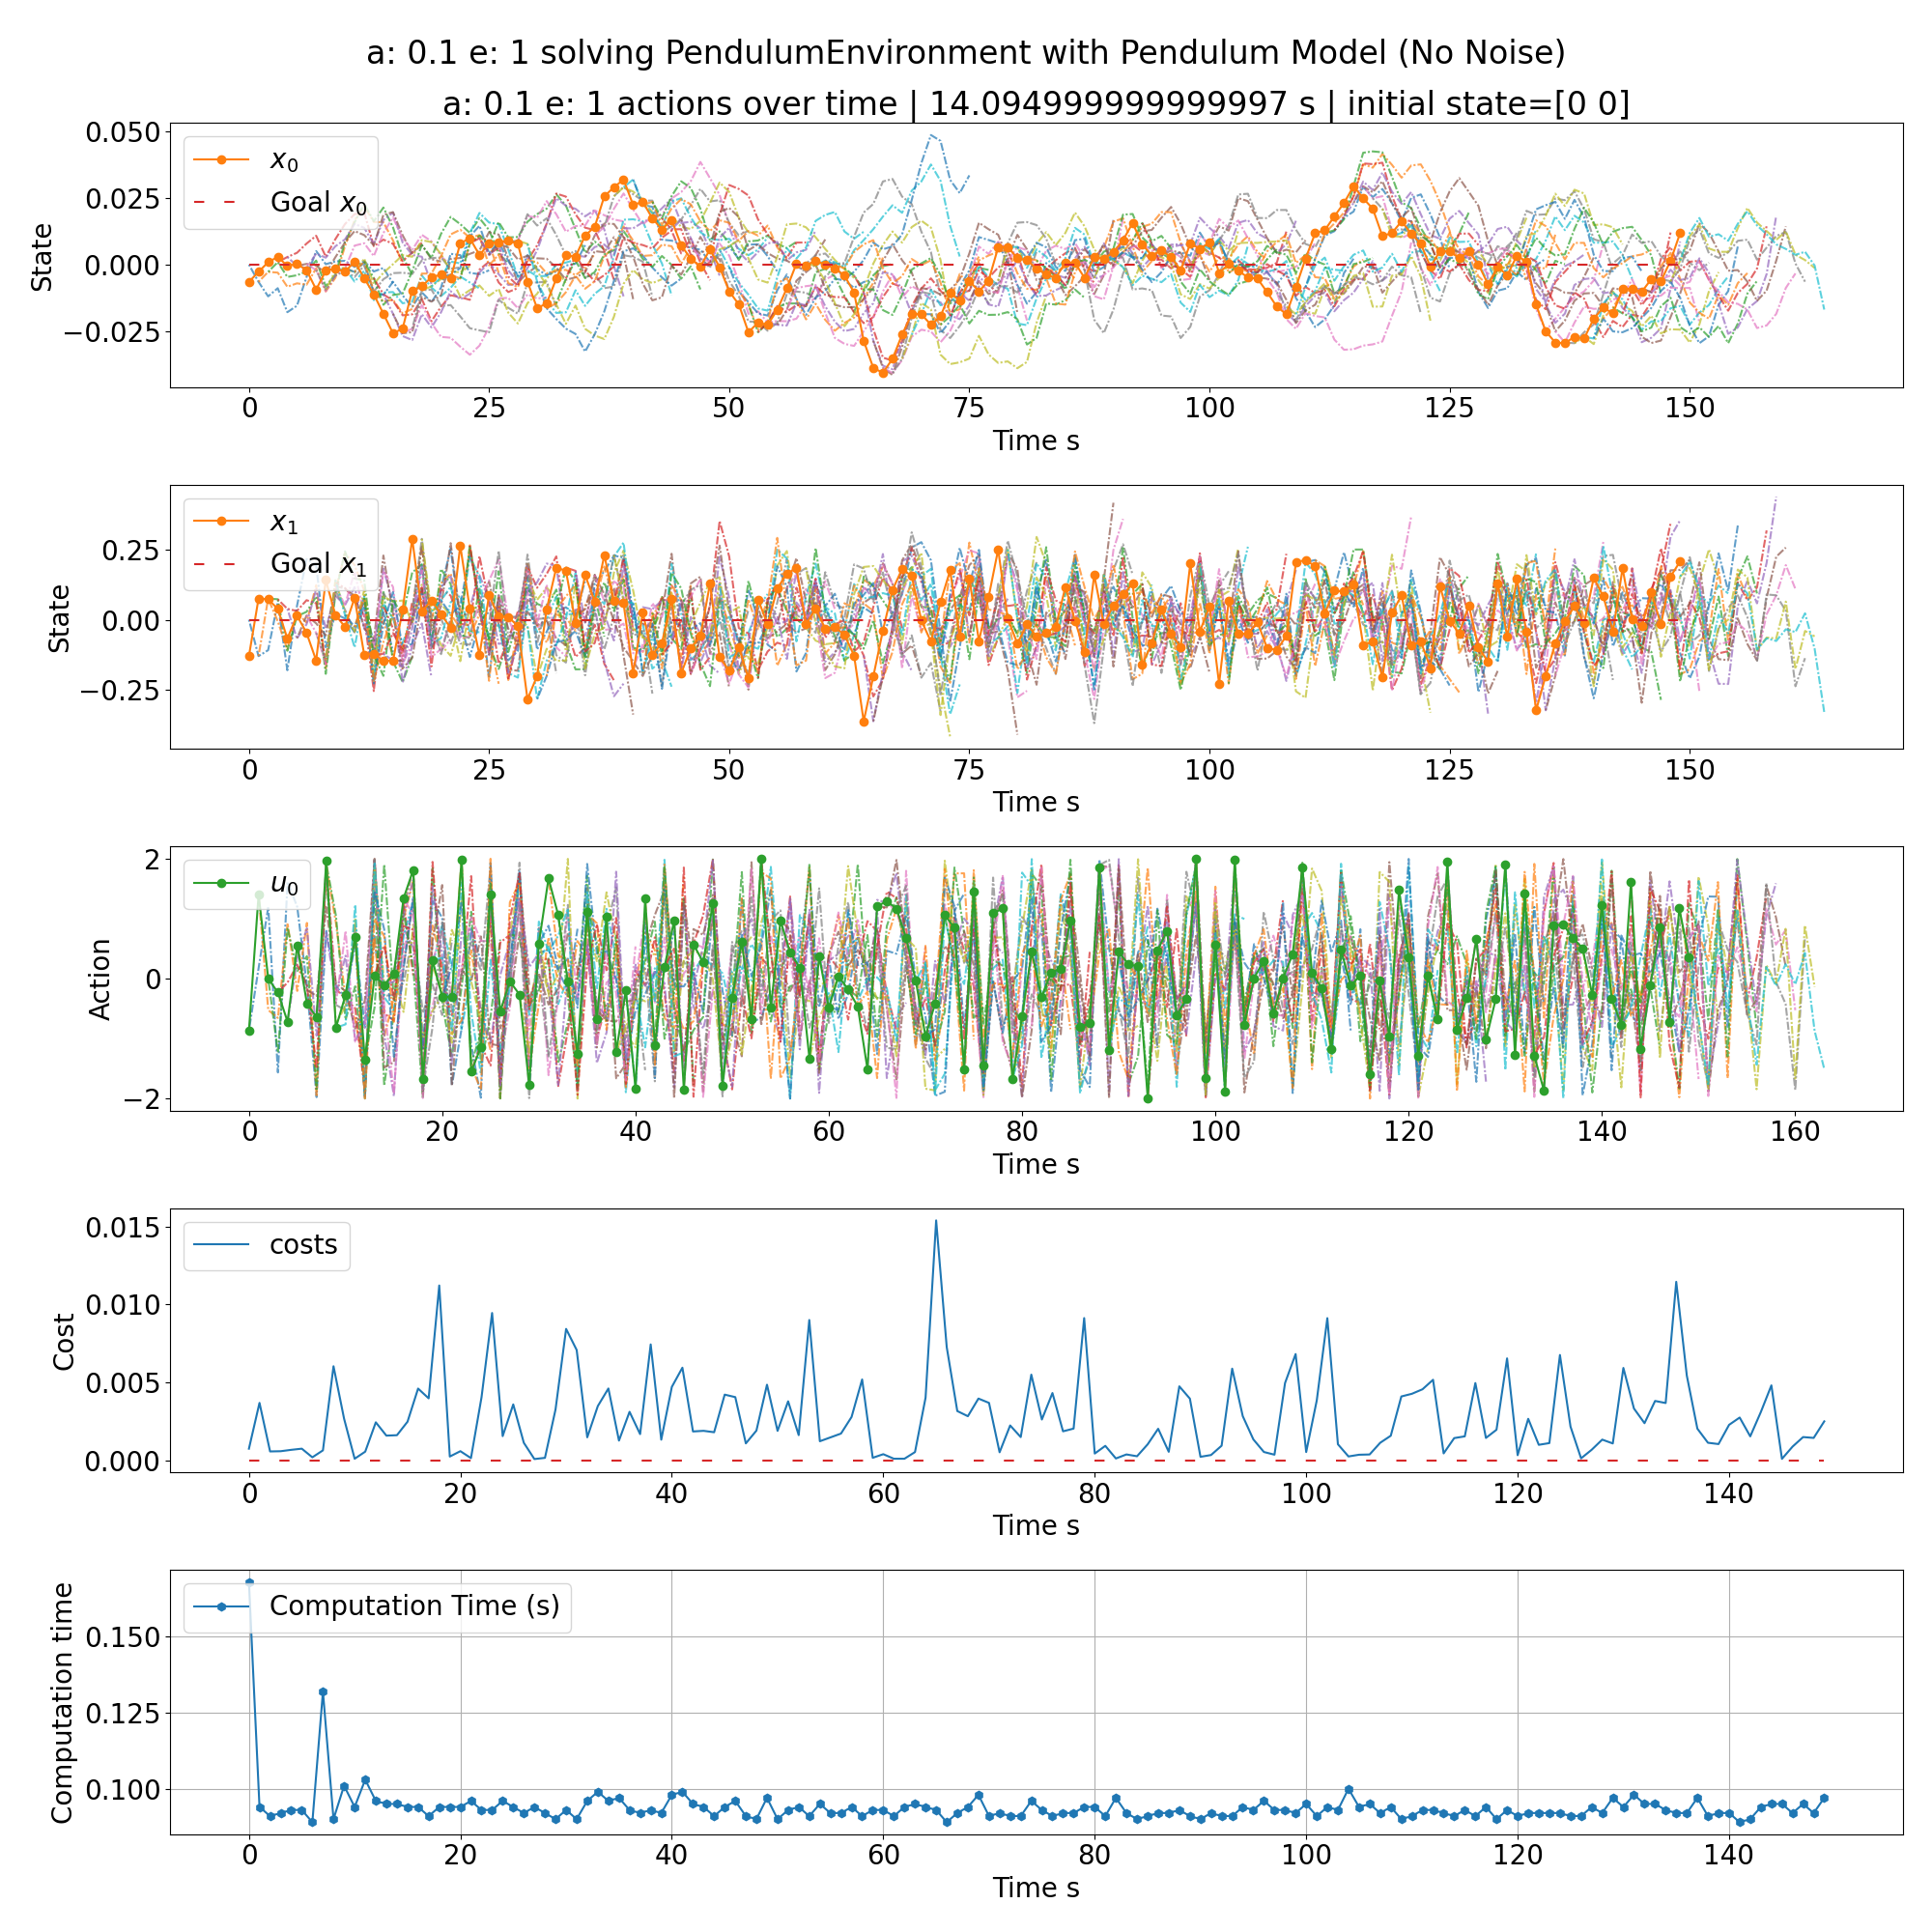 a: 0.1 e: 1 solving PendulumEnvironment with Pendulum Model (No Noise)
a: 0.1 e: 1 actions over time | 14.094999999999997 s | initial state=[0 0]
State
0.050
0.025
0.000
−0.025
x₀
Goal x₀
0 25 50 75 100 125 150
Time s
State
0.25
0.00
−0.25
x₁
Goal x₁
0 25 50 75 100 125 150
Time s
Action
2
0
−2
u₀
0 20 40 60 80 100 120 140 160
Time s
Cost
0.015
0.010
0.005
0.000
costs
0 20 40 60 80 100 120 140
Time s
Computation time
0.150
0.125
0.100
Computation Time (s)
0 20 40 60 80 100 120 140
Time s